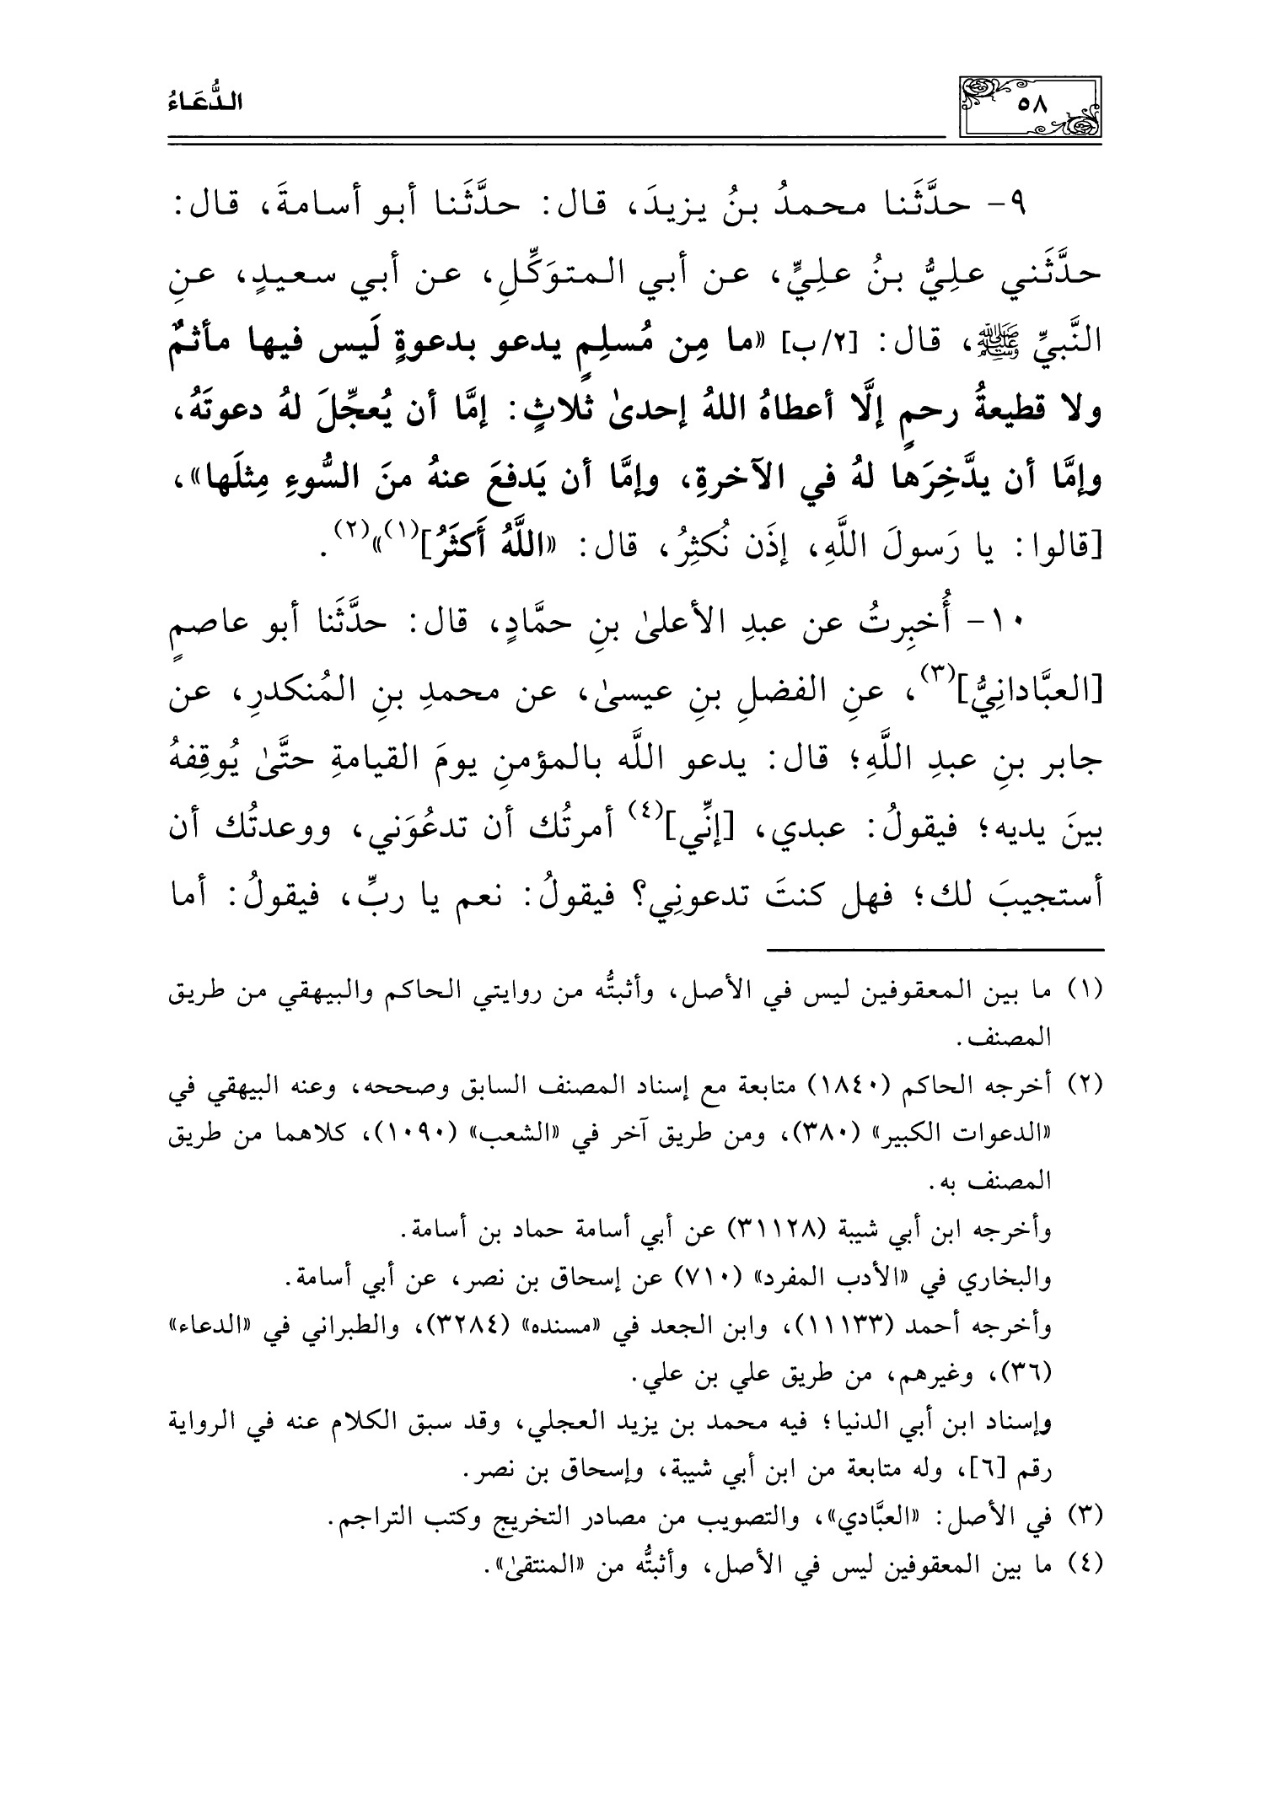 ٥٨
الدُّعَاءُ
٩- حدَّثَنا محمدُ بنُ يزيدَ، قال: حدَّثَنا أبو أسامةَ، قال:
حدَّثَني علِيُّ بنُ علِيٍّ، عن أبي المتوَكِّلِ، عن أبي سعيدٍ، عنِ
النَّبيِّ ﷺ، قال: [٢/ب] «ما مِن مُسلِمٍ يدعو بدعوةٍ لَيس فيها مأثمٌ
ولا قطيعةُ رحمٍ إلَّا أعطاهُ اللهُ إحدىٰ ثلاثٍ: إمَّا أن يُعجِّلَ لهُ دعوتَهُ،
وإمَّا أن يدَّخِرَها لهُ في الآخرةِ، وإمَّا أن يَدفعَ عنهُ منَ السُّوءِ مِثلَها»،
[قالوا: يا رَسولَ اللَّهِ، إذَن نُكثِرُ، قال: «اللَّهُ أَكثَرُ](١)»(٢).
١٠- أُخبِرتُ عن عبدِ الأعلىٰ بنِ حمَّادٍ، قال: حدَّثَنا أبو عاصمٍ
[العبَّادانِيُّ](٣)، عنِ الفضلِ بنِ عيسىٰ، عن محمدِ بنِ المُنكدرِ، عن
جابر بنِ عبدِ اللَّهِ؛ قال: يدعو اللَّه بالمؤمنِ يومَ القيامةِ حتَّىٰ يُوقِفهُ
بينَ يديه؛ فيقولُ: عبدي، [إنِّي](٤) أمرتُك أن تدعُوَني، ووعدتُك أن
أستجيبَ لك؛ فهل كنتَ تدعونِي؟ فيقولُ: نعم يا ربِّ، فيقولُ: أما
(١) ما بين المعقوفين ليس في الأصل، وأثبتُّه من روايتي الحاكم والبيهقي من طريق
المصنف.
(٢) أخرجه الحاكم (١٨٤٠) متابعة مع إسناد المصنف السابق وصححه، وعنه البيهقي في
«الدعوات الكبير» (٣٨٠)، ومن طريق آخر في «الشعب» (١٠٩٠)، كلاهما من طريق
المصنف به.
وأخرجه ابن أبي شيبة (٣١١٢٨) عن أبي أسامة حماد بن أسامة.
والبخاري في «الأدب المفرد» (٧١٠) عن إسحاق بن نصر، عن أبي أسامة.
وأخرجه أحمد (١١١٣٣)، وابن الجعد في «مسنده» (٣٢٨٤)، والطبراني في «الدعاء»
(٣٦)، وغيرهم، من طريق علي بن علي.
وإسناد ابن أبي الدنيا؛ فيه محمد بن يزيد العجلي، وقد سبق الكلام عنه في الرواية
رقم [٦]، وله متابعة من ابن أبي شيبة، وإسحاق بن نصر.
(٣) في الأصل: «العبَّادي»، والتصويب من مصادر التخريج وكتب التراجم.
(٤) ما بين المعقوفين ليس في الأصل، وأثبتُّه من «المنتقىٰ».